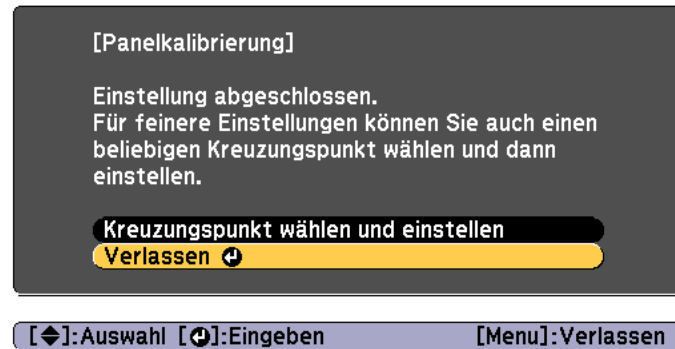 [Panelkalibrierung]
Einstellung abgeschlossen.
Für feinere Einstellungen können Sie auch einen
beliebigen Kreuzungspunkt wählen und dann
einstellen.
Kreuzungspunkt wählen und einstellen
Verlassen
[◆]:Auswahl [↵]:Eingeben [Menu]:Verlassen